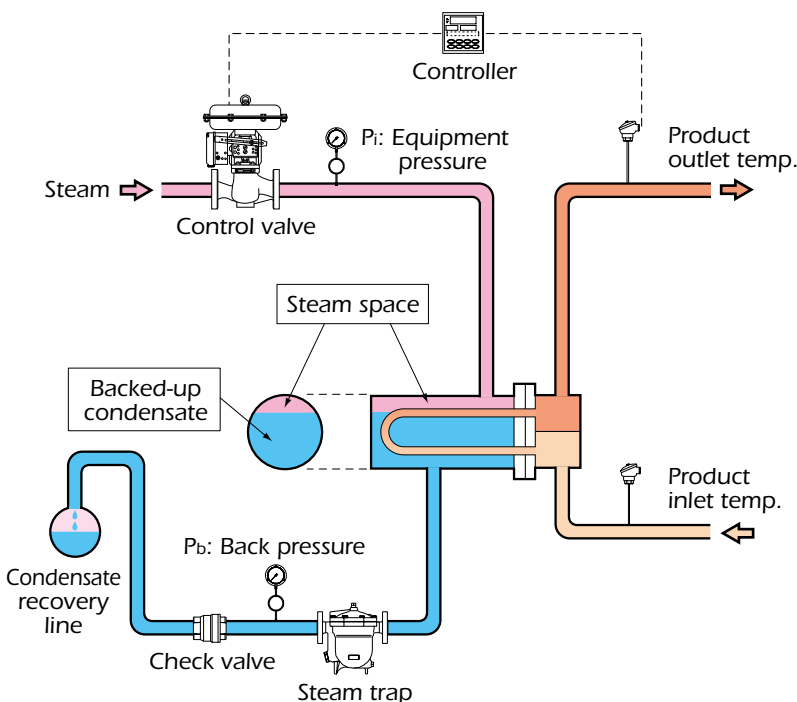 Controller
Pi: Equipment
pressure
Product
outlet temp.
Steam
Control valve
Steam space
Backed-up
condensate
Product
inlet temp.
Pb: Back pressure
Condensate
recovery
line
Check valve
Steam trap